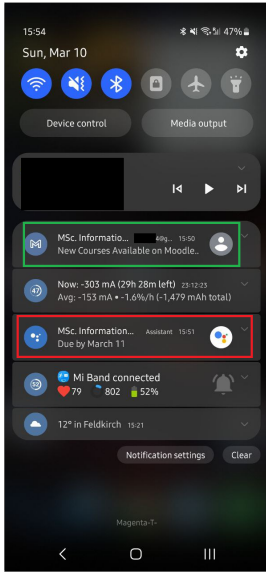 15:54
47%
Sun, Mar 10
Device control
Media output
MSc. Informatio... 4@g.. 15:50
New Courses Available on Moodle..
47
Now: -303 mA (29h 28m left) 23:12:23
Avg: -153 mA ▪ -1.6%/h (-1,479 mAh total)
MSc. Information... Assistant 15:51
Due by March 11
52
Mi Band connected
79 802 52%
12° in Feldkirch 15:21
Notification settings
Clear
Magenta-T-